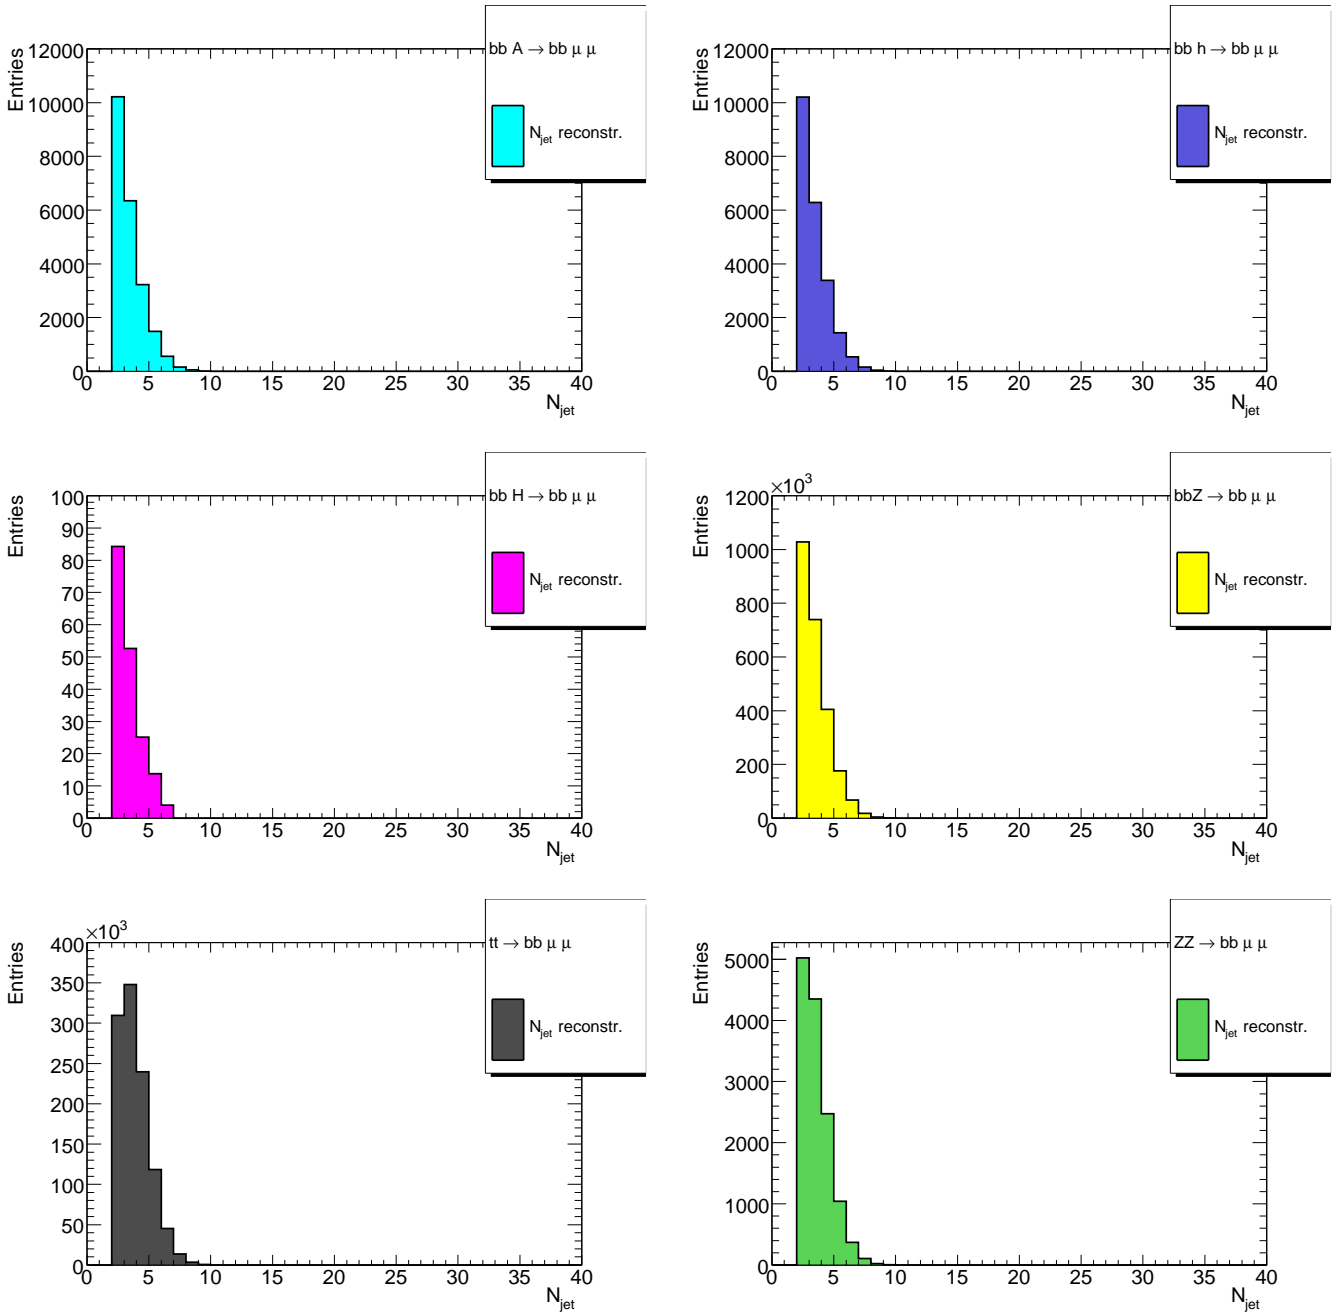 bb A → bb μ μ
N_jet reconstr.
Entries
12000
10000
8000
6000
4000
2000
0
0 5 10 15 20 25 30 35 40
N_jet
bb h → bb μ μ
N_jet reconstr.
Entries
12000
10000
8000
6000
4000
2000
0
0 5 10 15 20 25 30 35 40
N_jet
bb H → bb μ μ
N_jet reconstr.
Entries
100
90
80
70
60
50
40
30
20
10
0
0 5 10 15 20 25 30 35 40
N_jet
bbZ → bb μ μ
N_jet reconstr.
×10³
Entries
1200
1000
800
600
400
200
0
0 5 10 15 20 25 30 35 40
N_jet
tt → bb μ μ
N_jet reconstr.
×10³
Entries
400
350
300
250
200
150
100
50
0
0 5 10 15 20 25 30 35 40
N_jet
ZZ → bb μ μ
N_jet reconstr.
Entries
5000
4000
3000
2000
1000
0
0 5 10 15 20 25 30 35 40
N_jet